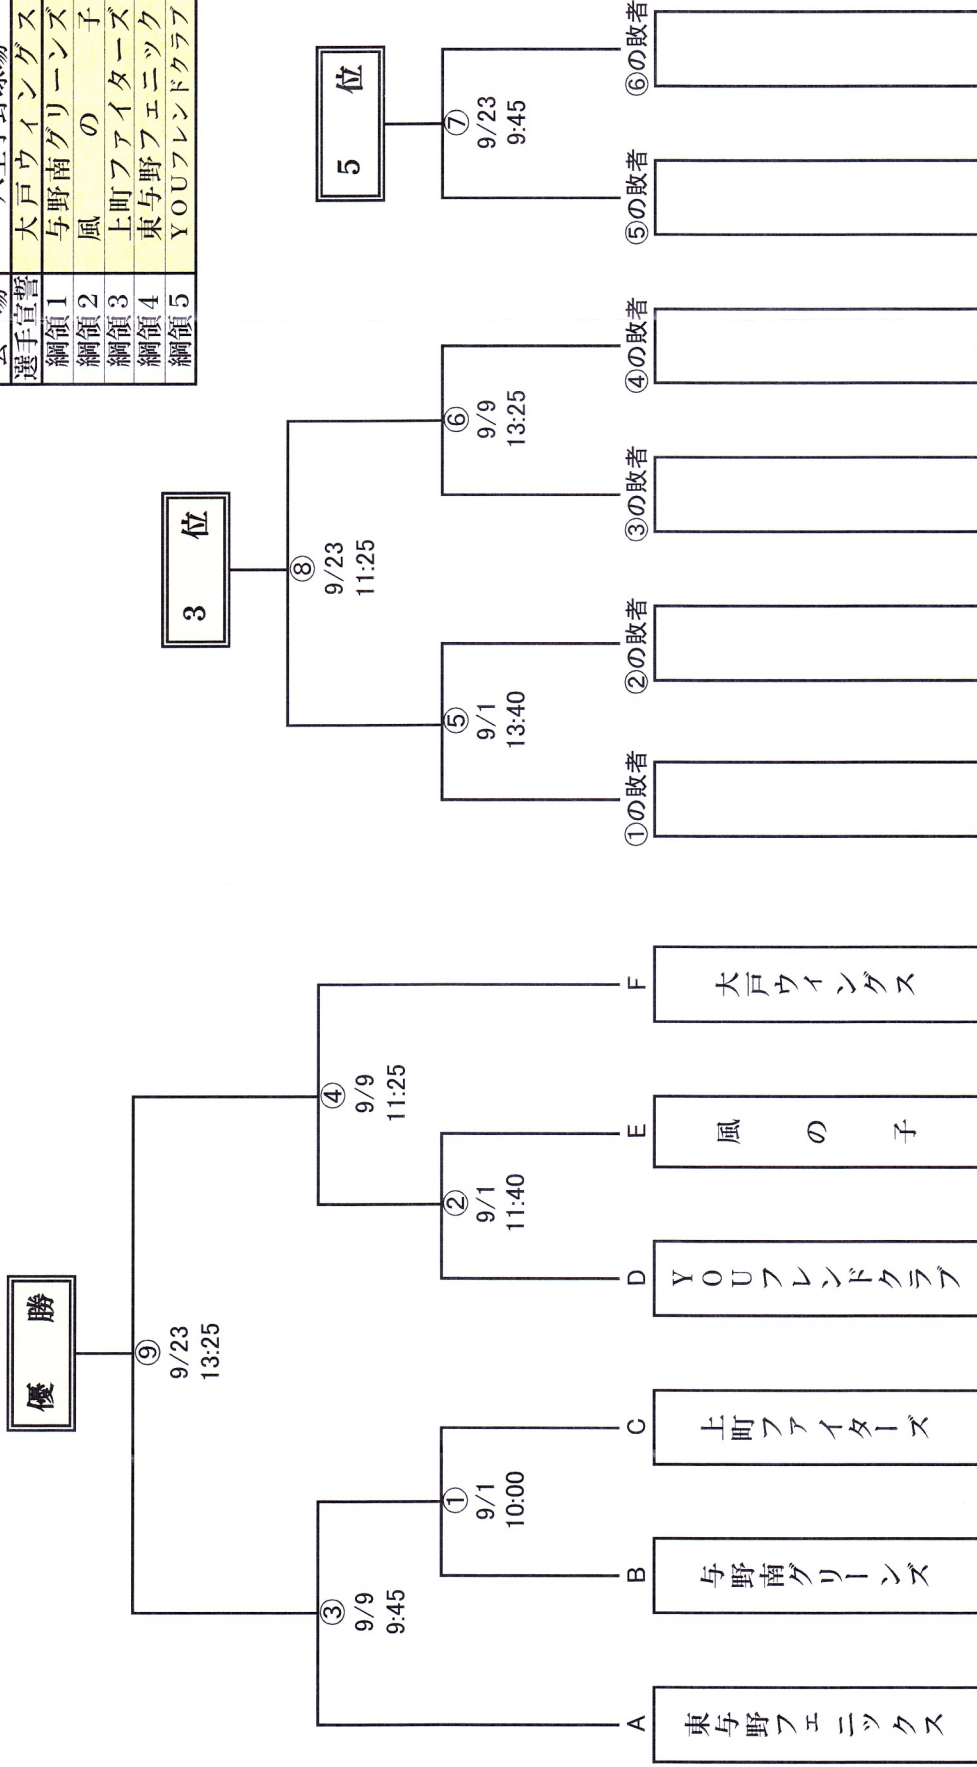 大戸ウィングス
選手宣誓
綱領1 与野南グリーンズ
綱領2 風の子
綱領3 上町ファイターズ
綱領4 東与野フェニック
綱領5 YOUフレンドクラブ
優勝
⑨
9/23
13:25
③
9/9
9:45
④
9/9
11:25
①
9/1
10:00
②
9/1
11:40
A
B
C
D
E
F
東与野フェニックス
与野南グリーンズ
上町ファイターズ
YOUフレンドクラブ
風の子
大戸ウィングス
3位
⑧
9/23
11:25
⑤
9/1
13:40
⑥
9/9
13:25
5位
⑦
9/23
9:45
①の敗者
②の敗者
③の敗者
④の敗者
⑤の敗者
⑥の敗者